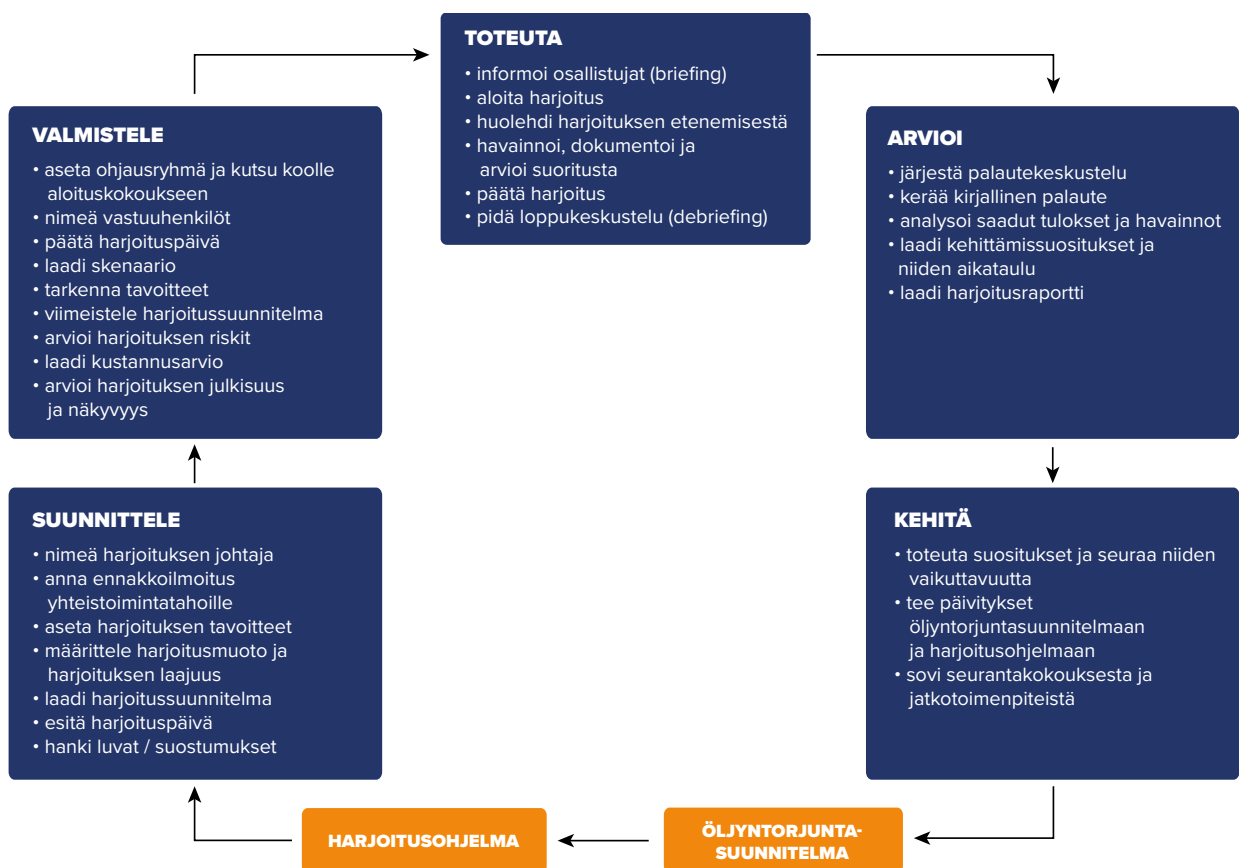 TOTEUTA
• informoi osallistujat (briefing)
• aloita harjoitus
• huolehdi harjoituksen etenemisestä
• havainnoi, dokumentoi ja
arvioi suoritusta
• päätä harjoitus
• pidä loppukeskustelu (debriefing)
VALMISTELE
• aseta ohjausryhmä ja kutsu koolle
aloituskokoukseen
• nimeä vastuuhenkilöt
• päätä harjoituspäivä
• laadi skenaario
• tarkenna tavoitteet
• viimeistele harjoitussuunnitelma
• arvioi harjoituksen riskit
• laadi kustannusarvio
• arvioi harjoituksen julkisuus
ja näkyvyys
ARVIOI
• järjestä palautekeskustelu
• kerää kirjallinen palaute
• analysoi saadut tulokset ja havainnot
• laadi kehittämissuositukset ja
niiden aikataulu
• laadi harjoitusraportti
SUUNNITTELE
• nimeä harjoituksen johtaja
• anna ennakkoilmoitus
yhteistoimintatahoille
• aseta harjoituksen tavoitteet
• määrittele harjoitusmuoto ja
harjoituksen laajuus
• laadi harjoitussuunnitelma
• esitä harjoituspäivä
• hanki luvat / suostumukset
KEHITÄ
• toteuta suositukset ja seuraa niiden
vaikuttavuutta
• tee päivitykset
öljyntorjuntasuunnitelmaan
ja harjoitusohjelmaan
• sovi seurantakokouksesta ja
jatkotoimenpiteistä
HARJOITUSOHJELMA
ÖLJYNTORJUNTA-
SUUNNITELMA